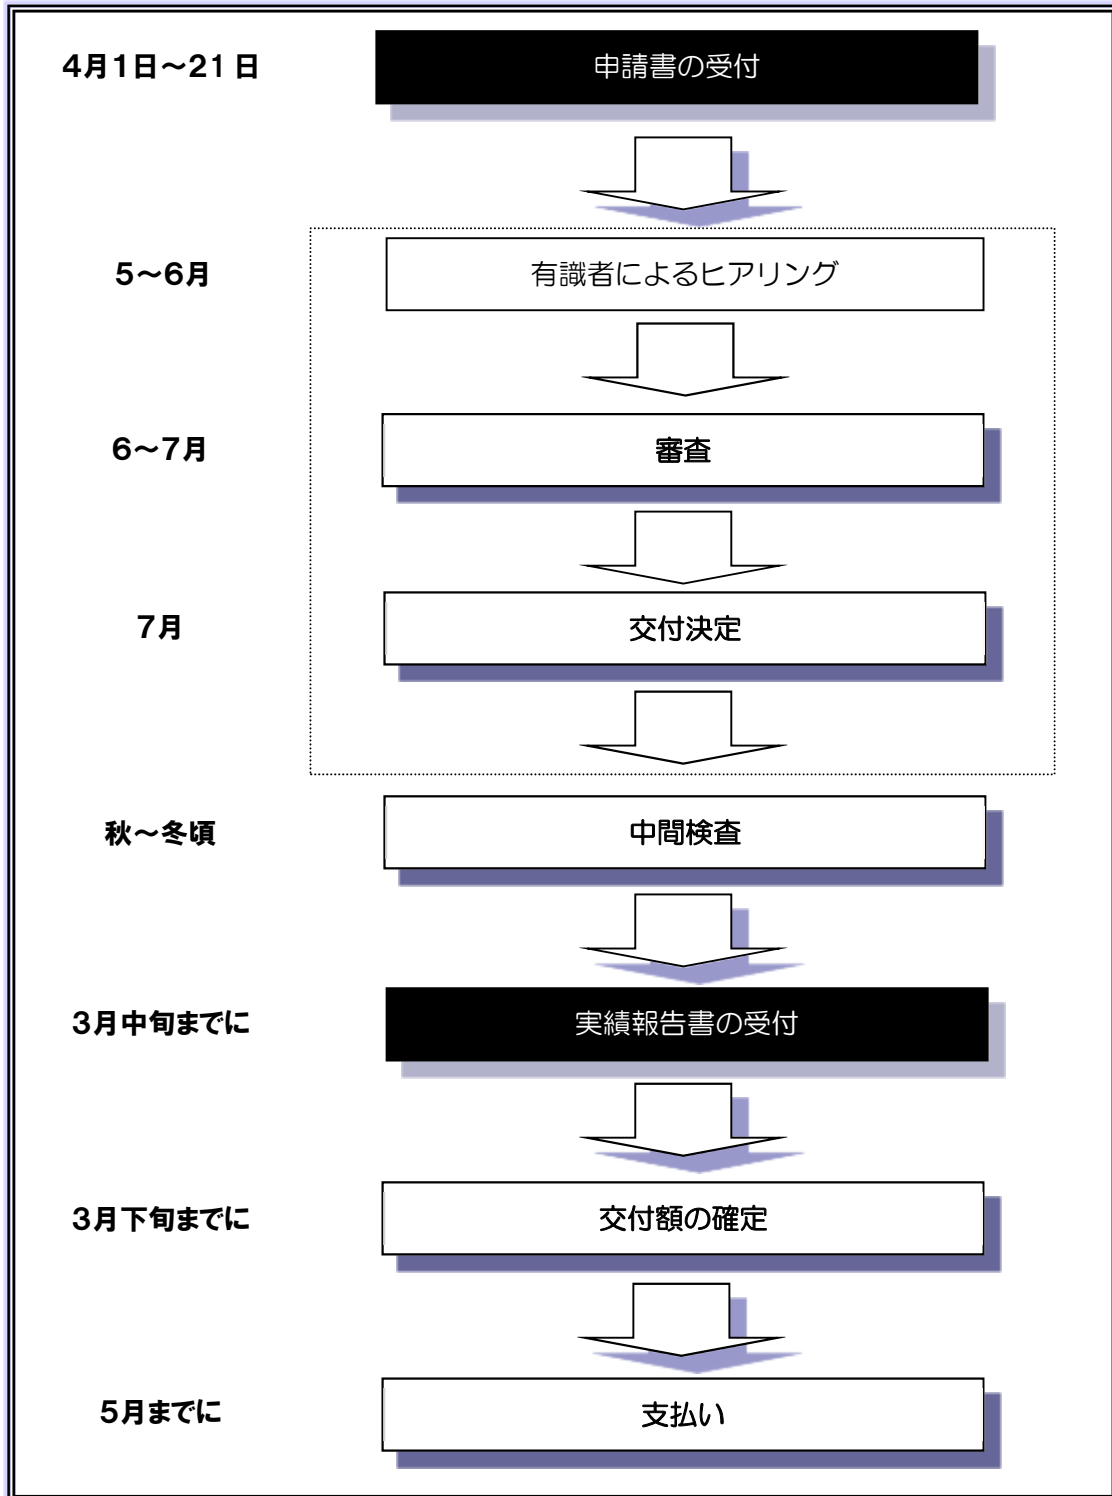 4月1日～21日
申請書の受付
5～6月
有識者によるヒアリング
6～7月
審査
7月
交付決定
秋～冬頃
中間検査
3月中旬までに
実績報告書の受付
3月下旬までに
交付額の確定
5月までに
支払い